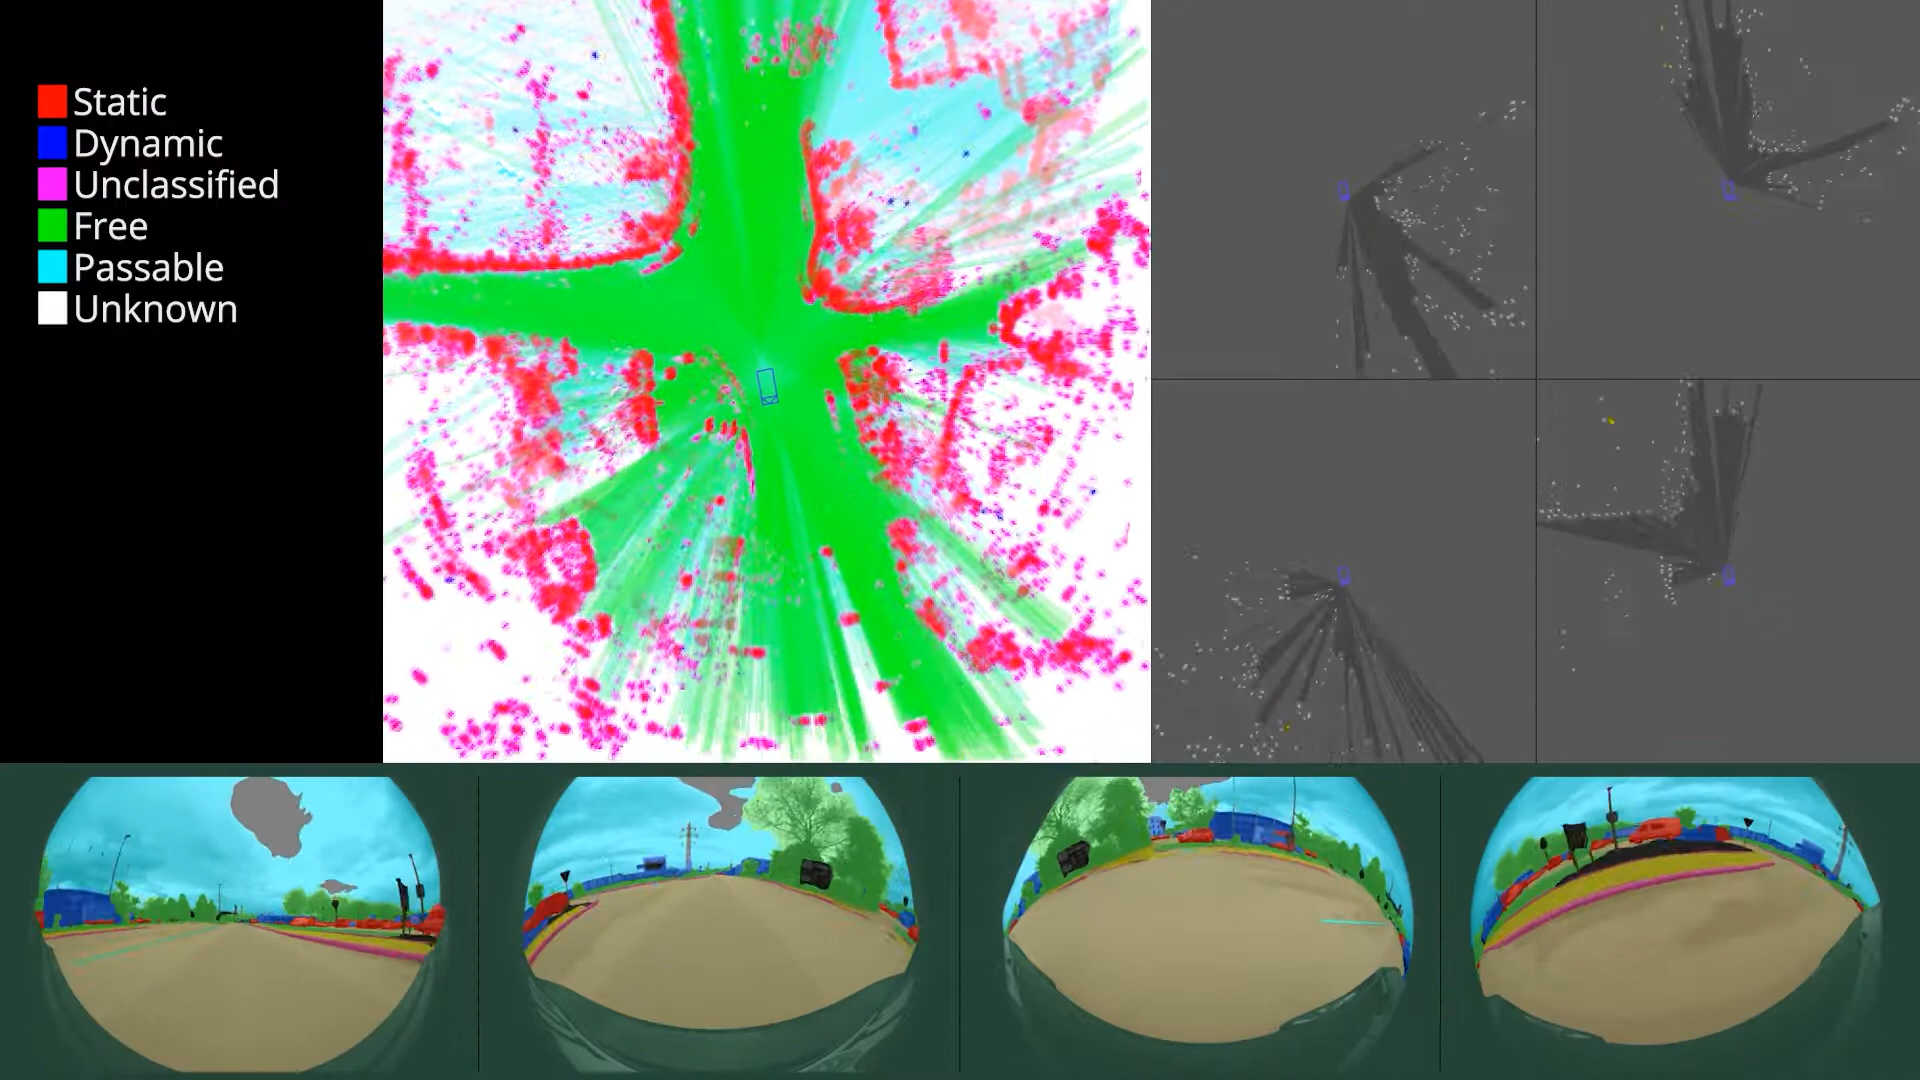 Static
Dynamic
Unclassified
Free
Passable
Unknown